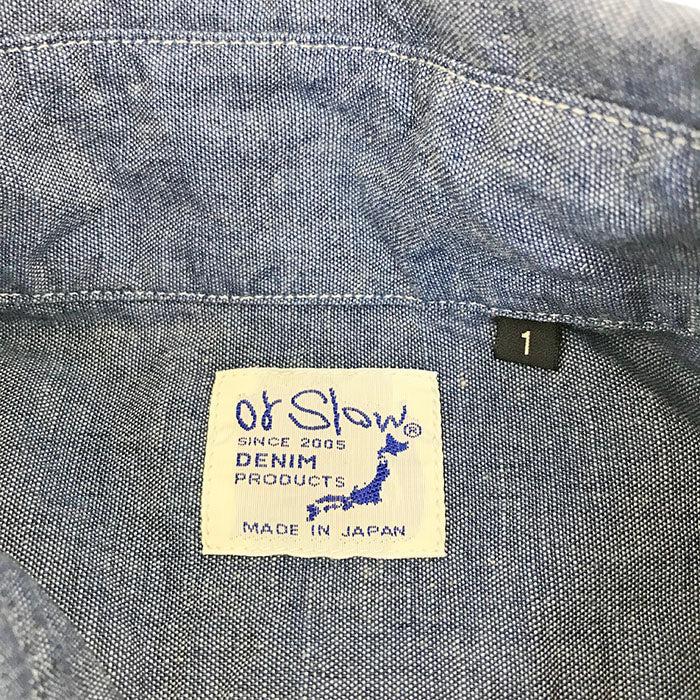 1
or Slow®
SINCE 2005
DENIM
PRODUCTS
MADE IN JAPAN